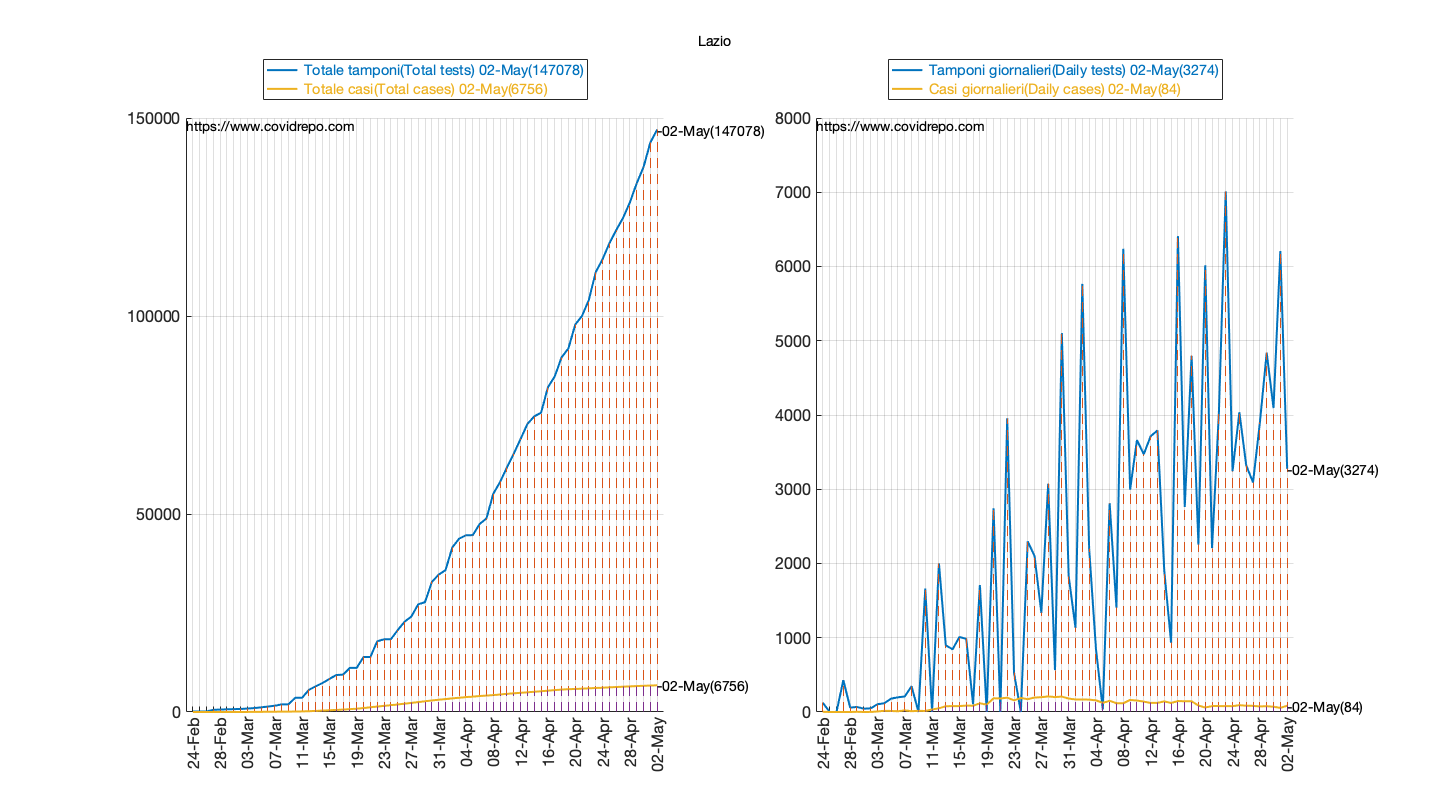 Lazio
Totale tamponi(Total tests) 02-May(147078)
Totale casi(Total cases) 02-May(6756)
150000
100000
50000
0
https://www.covidrepo.com
02-May(147078)
02-May(6756)
24-Feb
28-Feb
03-Mar
07-Mar
11-Mar
15-Mar
19-Mar
23-Mar
27-Mar
31-Mar
04-Apr
08-Apr
12-Apr
16-Apr
20-Apr
24-Apr
28-Apr
02-May
Tamponi giornalieri(Daily tests) 02-May(3274)
Casi giornalieri(Daily cases) 02-May(84)
8000
7000
6000
5000
4000
3000
2000
1000
0
https://www.covidrepo.com
02-May(3274)
02-May(84)
24-Feb
28-Feb
03-Mar
07-Mar
11-Mar
15-Mar
19-Mar
23-Mar
27-Mar
31-Mar
04-Apr
08-Apr
12-Apr
16-Apr
20-Apr
24-Apr
28-Apr
02-May